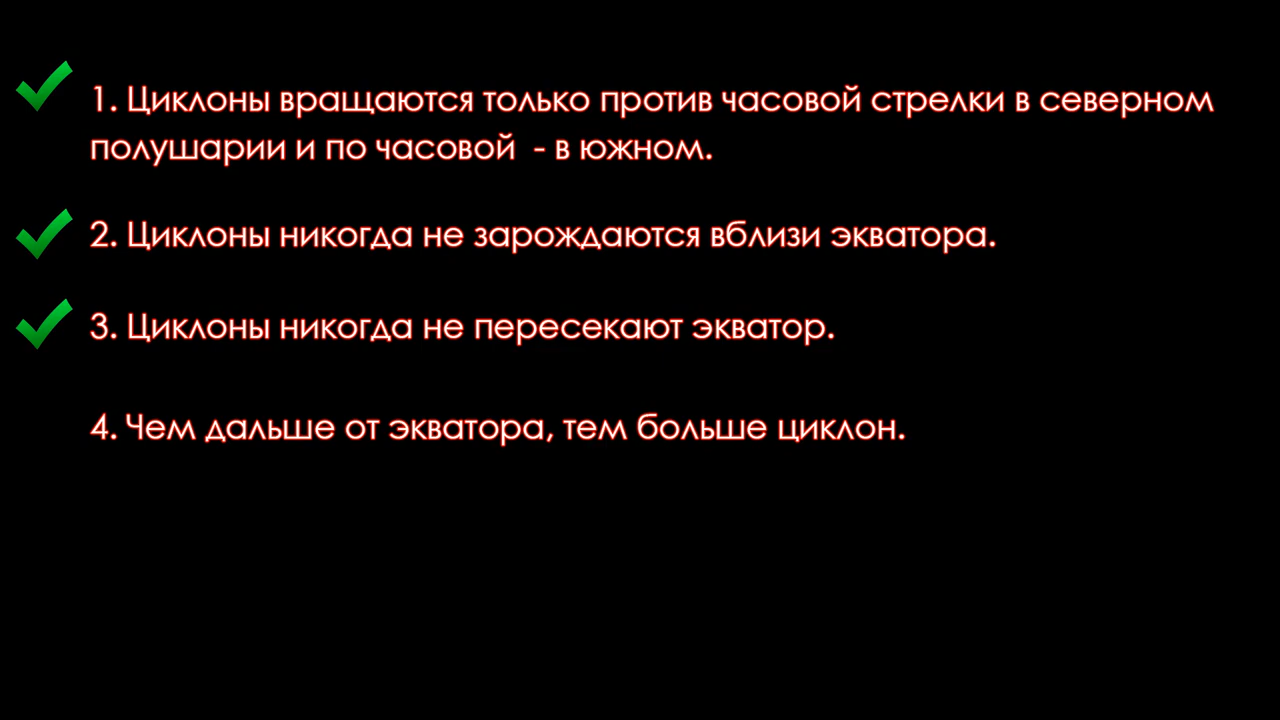 1. Циклоны вращаются только против часовой стрелки в северном
полушарии и по часовой  - в южном.
2. Циклоны никогда не зарождаются вблизи экватора.
3. Циклоны никогда не пересекают экватор.
4. Чем дальше от экватора, тем больше циклон.